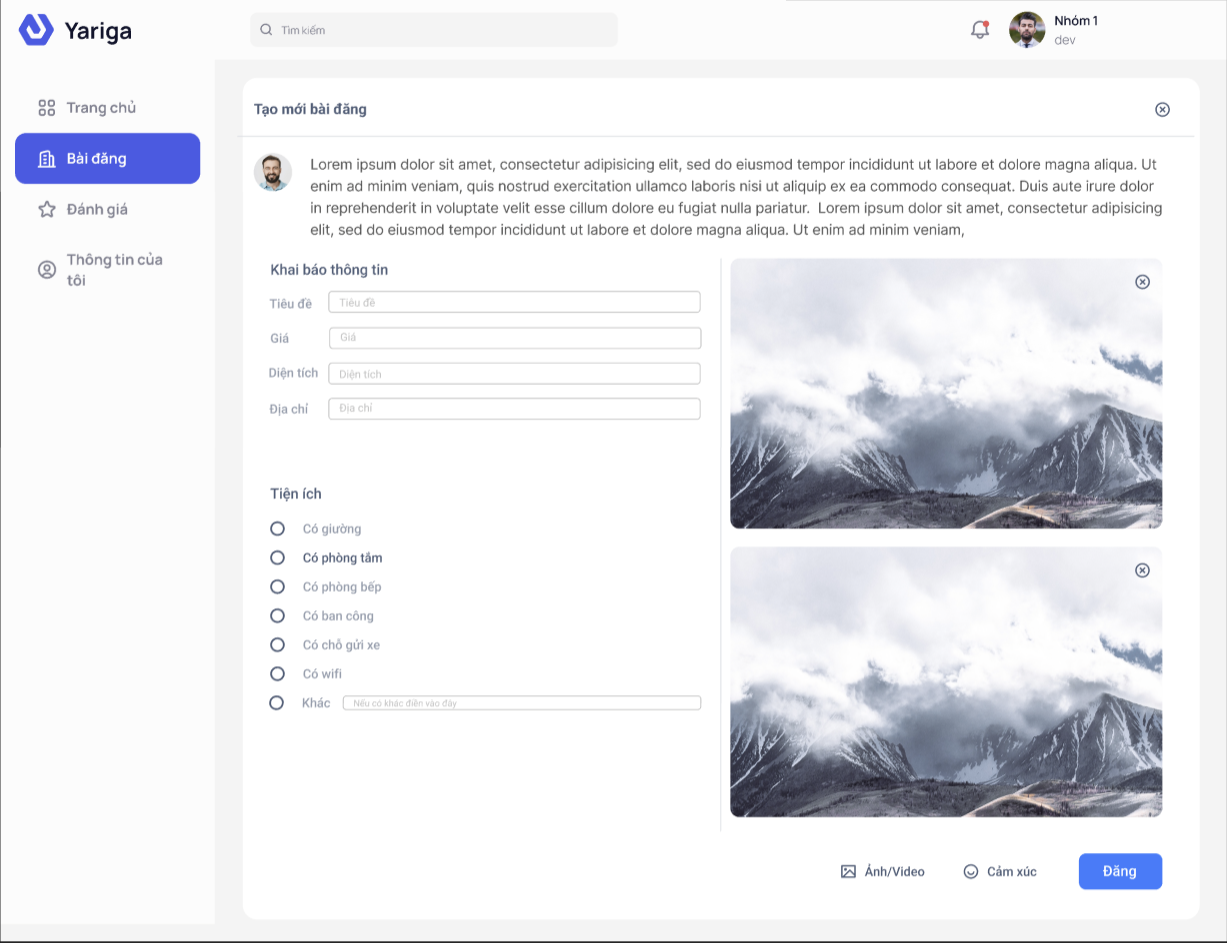 Yariga
Tìm kiếm
Nhóm 1
dev
Trang chủ
Bài đăng
Đánh giá
Thông tin của
tôi
Tạo mới bài đăng
Lorem ipsum dolor sit amet, consectetur adipisicing elit, sed do eiusmod tempor incididunt ut labore et dolore magna aliqua. Ut
enim ad minim veniam, quis nostrud exercitation ullamco laboris nisi ut aliquip ex ea commodo consequat. Duis aute irure dolor
in reprehenderit in voluptate velit esse cillum dolore eu fugiat nulla pariatur.  Lorem ipsum dolor sit amet, consectetur adipisicing
elit, sed do eiusmod tempor incididunt ut labore et dolore magna aliqua. Ut enim ad minim veniam,
Khai báo thông tin
Tiêu đề Tiêu đề
Giá Giá
Diện tích Diện tích
Địa chỉ Địa chỉ
Tiện ích
Có giường
Có phòng tắm
Có phòng bếp
Có ban công
Có chỗ gửi xe
Có wifi
Khác Nếu có khác điền vào đây
Ảnh/Video Cảm xúc Đăng